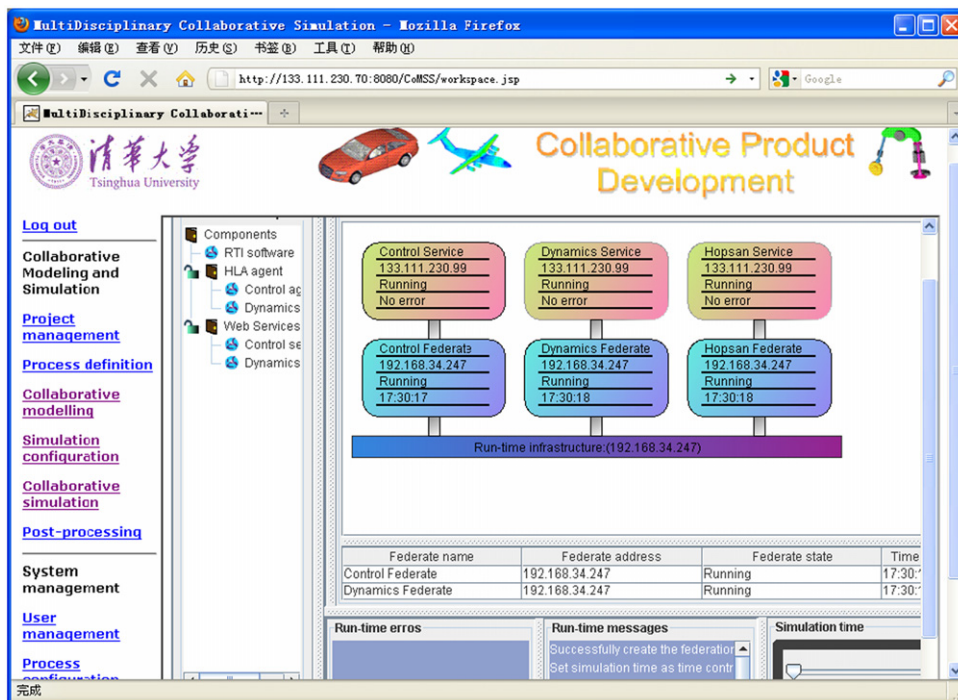 MultiDisciplinary Collaborative Simulation - Mozilla Firefox
文件(F) 编辑(E) 查看(V) 历史(S) 书签(B) 工具(T) 帮助(H)
http://133.111.230.70:8080/CoMSS/workspace.jsp
Google
MultiDisciplinary Collaborati...
清華大学
Tsinghua University
Collaborative Product
Development
Log out
Collaborative
Modeling and
Simulation
Project
management
Process definition
Collaborative
modelling
Simulation
configuration
Collaborative
simulation
Post-processing
System
management
User
management
Process
configuration
Components
RTI software
HLA agent
Control ag
Dynamics
Web Services
Control se
Dynamics
Control Service
133.111.230.99
Running
No error
Dynamics Service
133.111.230.99
Running
No error
Hopsan Service
133.111.230.99
Running
No error
Control Federate
192.168.34.247
Running
17:30:17
Dynamics Federate
192.168.34.247
Running
17:30:18
Hopsan Federate
192.168.34.247
Running
17:30:18
Run-time infrastructure:(192.168.34.247)
Federate name Federate address Federate state Time
Control Federate 192.168.34.247 Running 17:30:
Dynamics Federate 192.168.34.247 Running 17:30:
Run-time erros
Run-time messages
Successfully create the federation
Set simulation time as time contr
Simulation time
完成